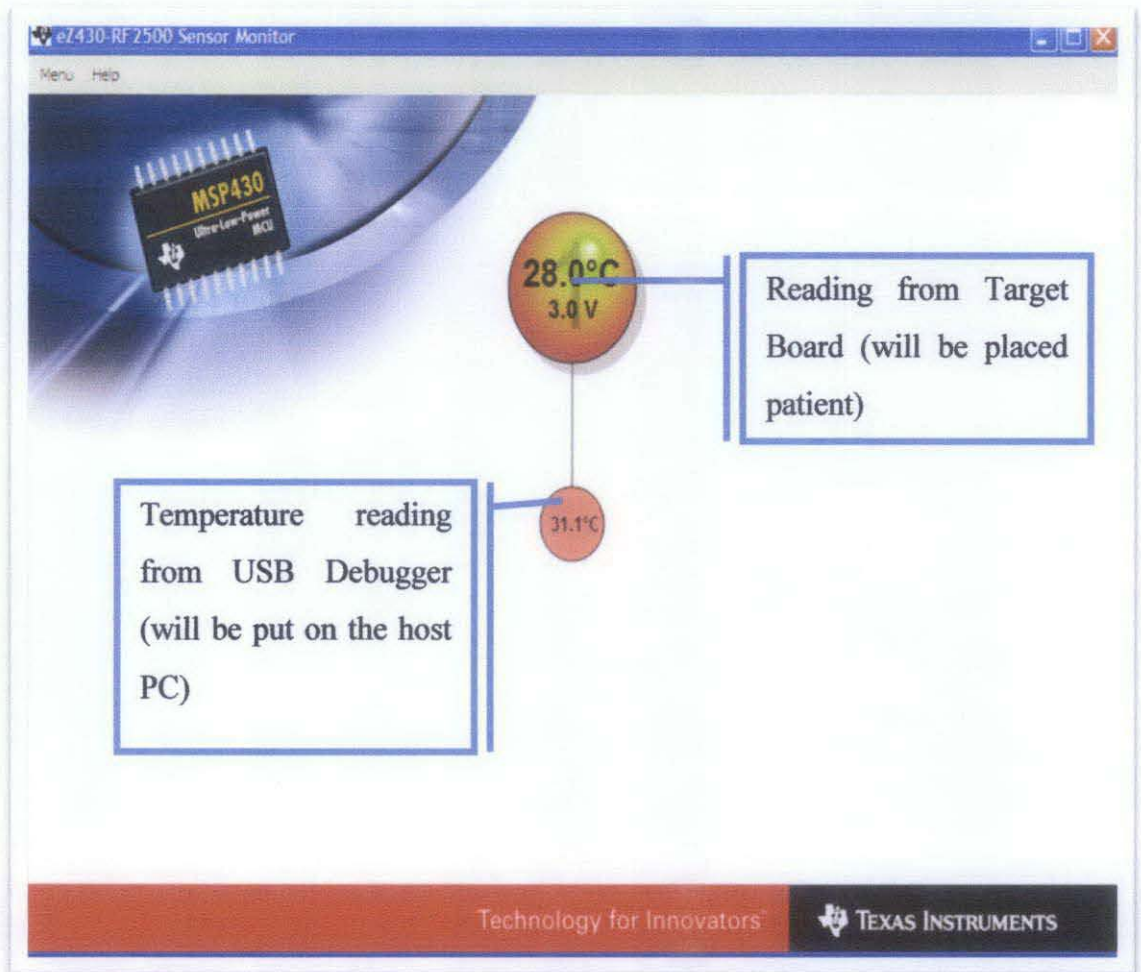 eZ430-RF2500 Sensor Monitor
Menu Help
MSP430
Ultra-Low-Power
MCU
28.0°C
3.0 V
Reading from Target
Board (will be placed
patient)
Temperature reading
from USB Debugger
(will be put on the host
PC)
31.1°C
Technology for Innovators™
TEXAS INSTRUMENTS